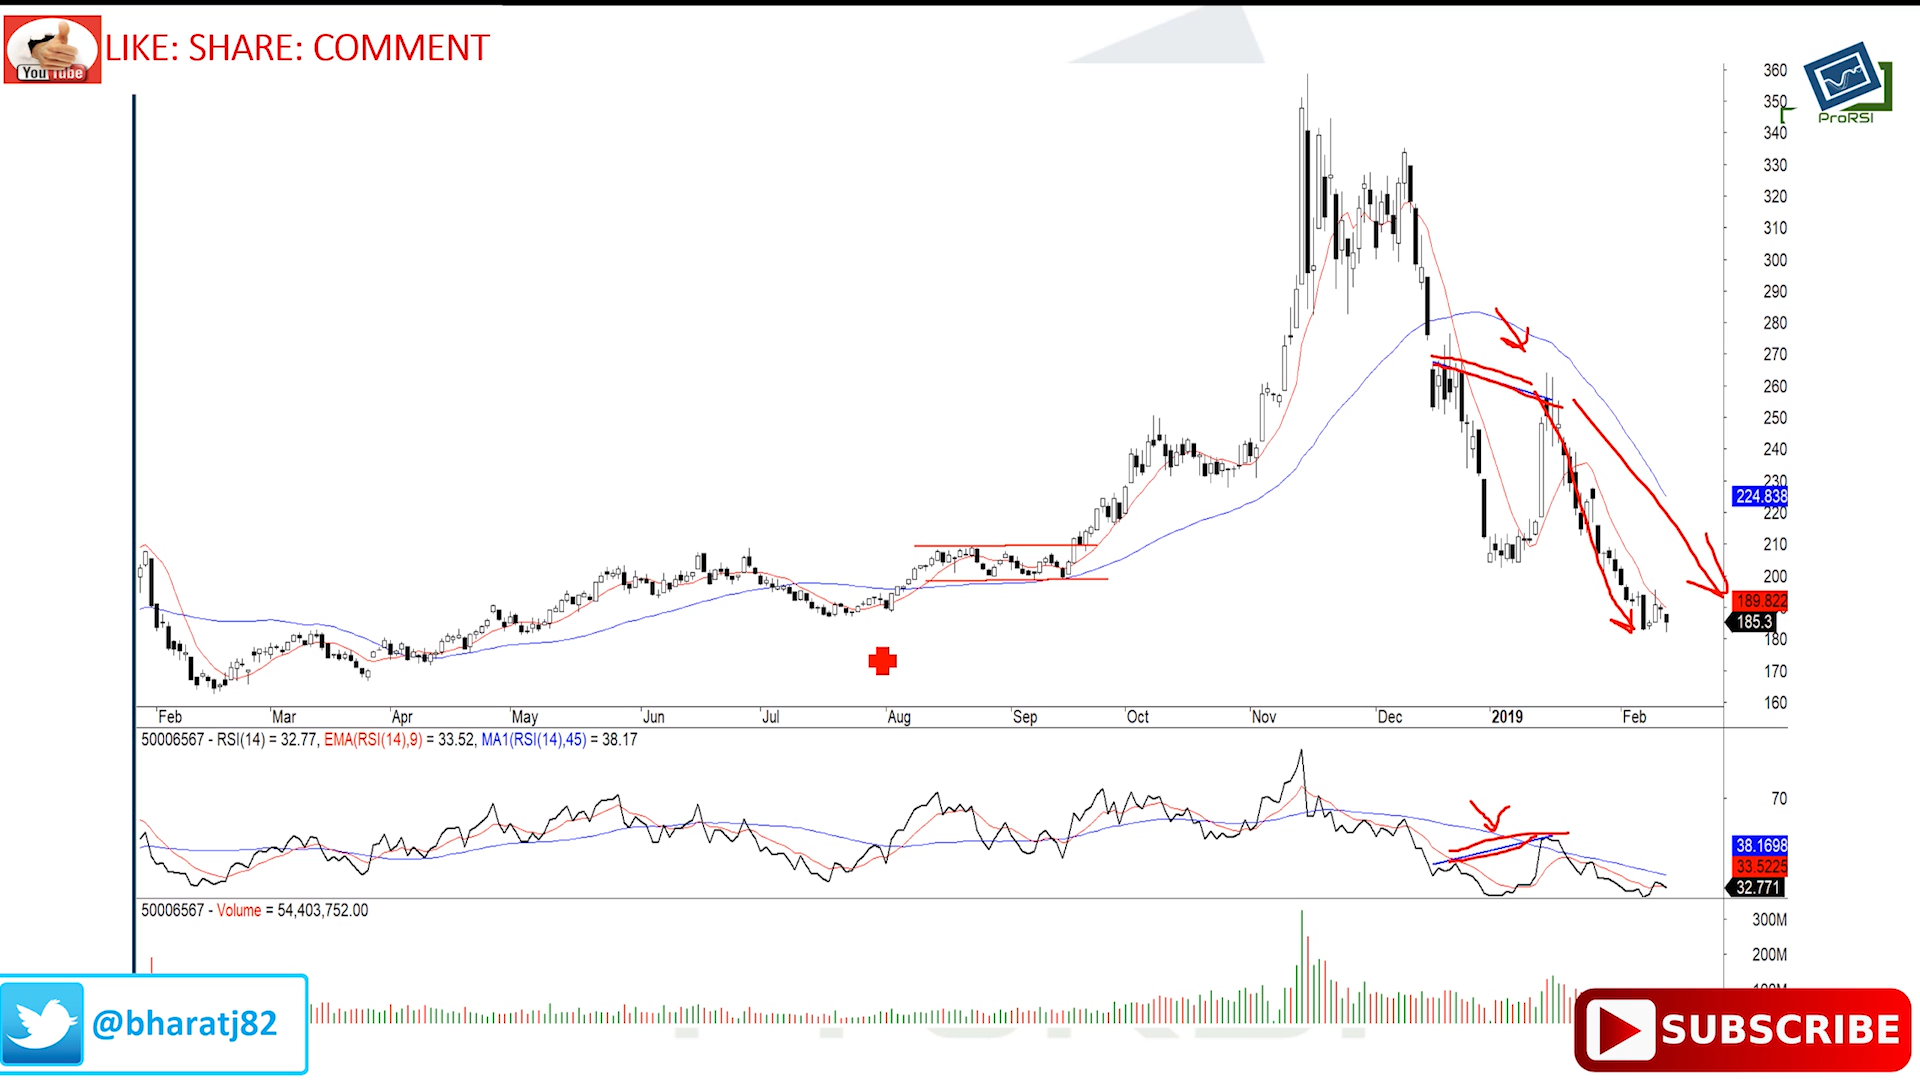 LIKE: SHARE: COMMENT
You Tube
ProRSI
360
350
340
330
320
310
300
290
280
270
260
250
240
230
224.838
220
210
200
189.822
185.3
180
170
160
Feb Mar Apr May Jun Jul Aug Sep Oct Nov Dec 2019 Feb
50006567 - RSI(14) = 32.77, EMA(RSI(14),9) = 33.52, MA1(RSI(14),45) = 38.17
70
38.1698
33.5225
32.771
50006567 - Volume = 54,403,752.00
300M
200M
100M
@bharatj82
SUBSCRIBE